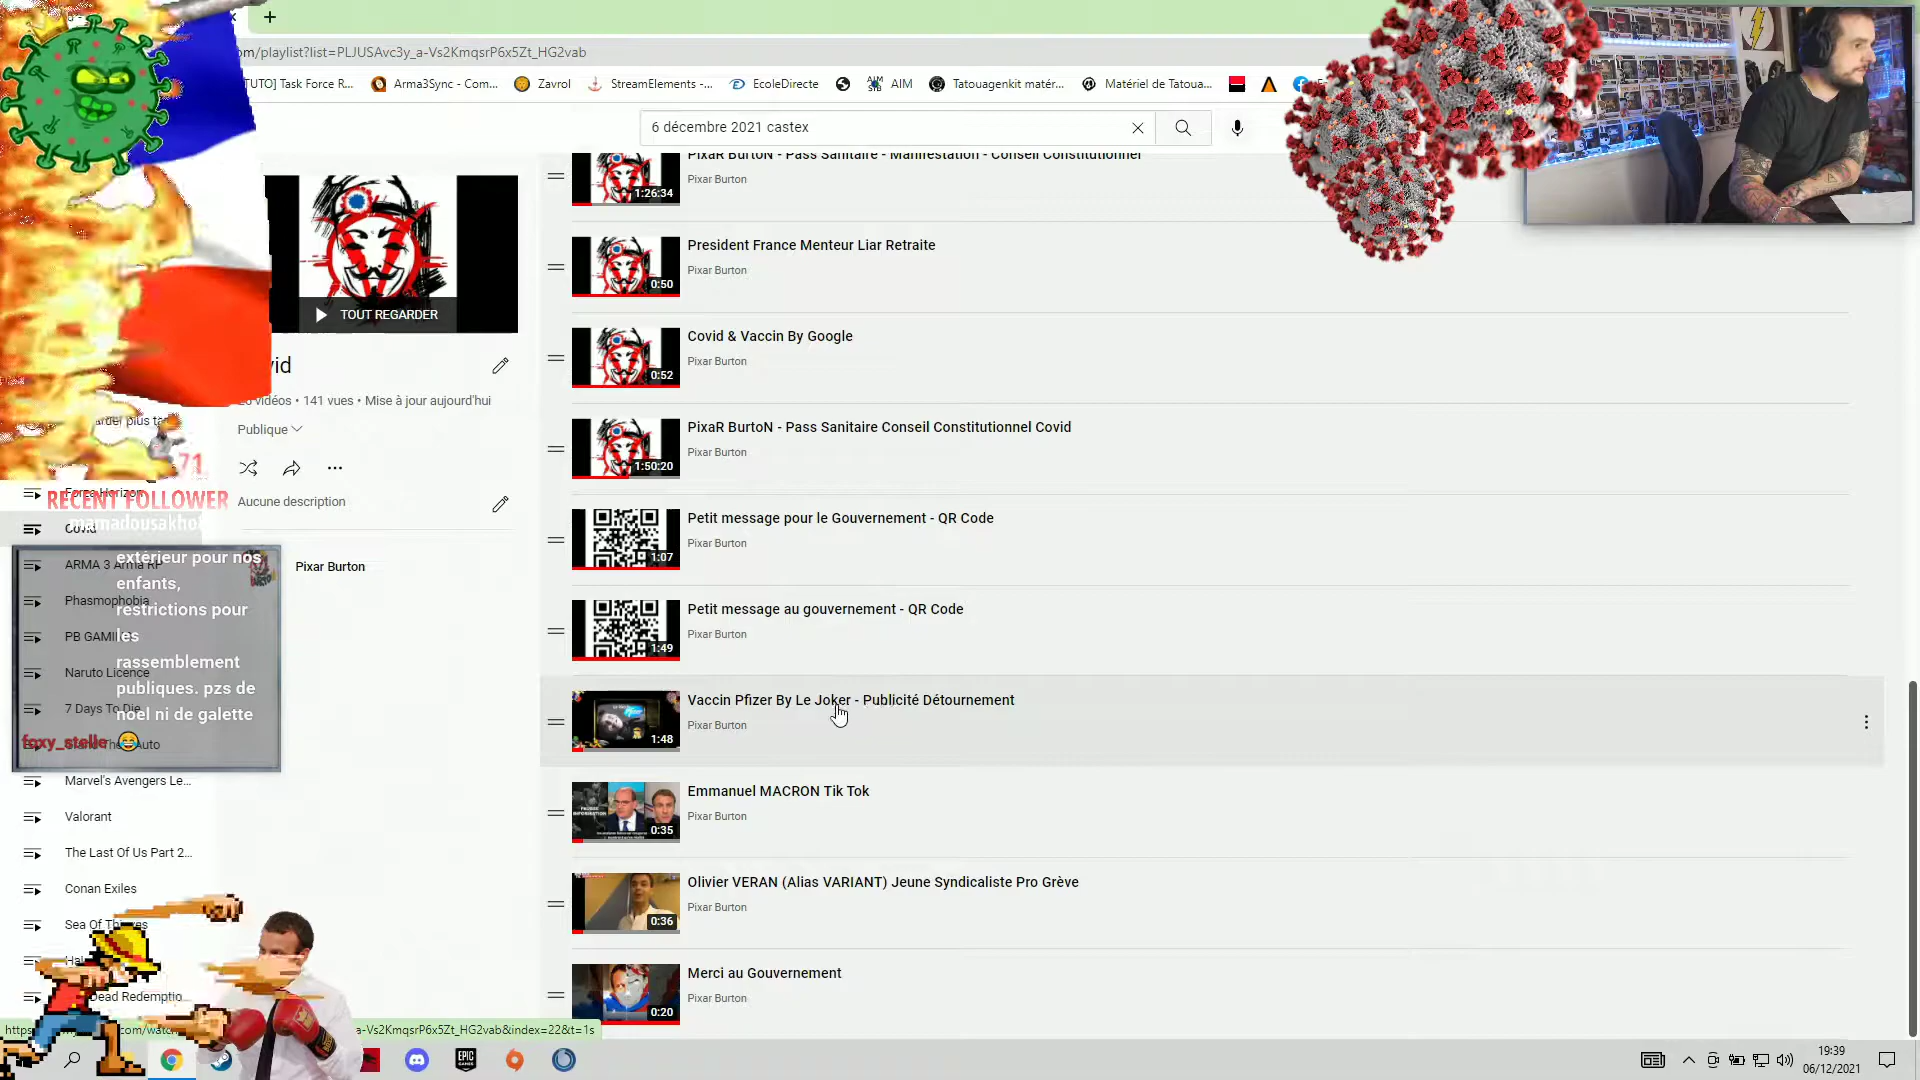 om/playlist?list=PLJUSAvc3y_a-Vs2KmqsrP6x5Zt_HG2vab
TUTO] Task Force R...
Arma3Sync - Com...
Zavrol
StreamElements -...
EcoleDirecte
AIM
Tatouagenkit matér...
Matériel de Tatoua...
6 décembre 2021 castex
PixaR BurtoN - Pass Sanitaire - Manifestation - Conseil Constitutionnel
Pixar Burton
1:26:34
President France Menteur Liar Retraite
Pixar Burton
0:50
Covid & Vaccin By Google
Pixar Burton
0:52
PixaR BurtoN - Pass Sanitaire Conseil Constitutionnel Covid
Pixar Burton
1:50:20
Petit message pour le Gouvernement - QR Code
Pixar Burton
1:07
Petit message au gouvernement - QR Code
Pixar Burton
1:49
Vaccin Pfizer By Le Joker - Publicité Détournement
Pixar Burton
1:48
Emmanuel MACRON Tik Tok
Pixar Burton
0:35
Olivier VERAN (Alias VARIANT) Jeune Syndicaliste Pro Grève
Pixar Burton
0:36
Merci au Gouvernement
Pixar Burton
0:20
TOUT REGARDER
vid
vidéos • 141 vues • Mise à jour aujourd'hui
Publique
Aucune description
Pixar Burton
71
Forza Horizon
RECENT FOLLOWER
Covid
extérieur pour nos
enfants,
restrictions pour
les
rassemblement
publiques. pzs de
noel ni de galette
foxy_stelle
ARMA 3 Arma RP
Phasmophobia
PB GAMI
Naruto Licence
7 Days To Die
Auto
Marvel's Avengers Le...
Valorant
The Last Of Us Part 2...
Conan Exiles
Sea Of Thieves
Dead Redemptio...
a-Vs2KmqsrP6x5Zt_HG2vab&index=22&t=1s
19:39
06/12/2021